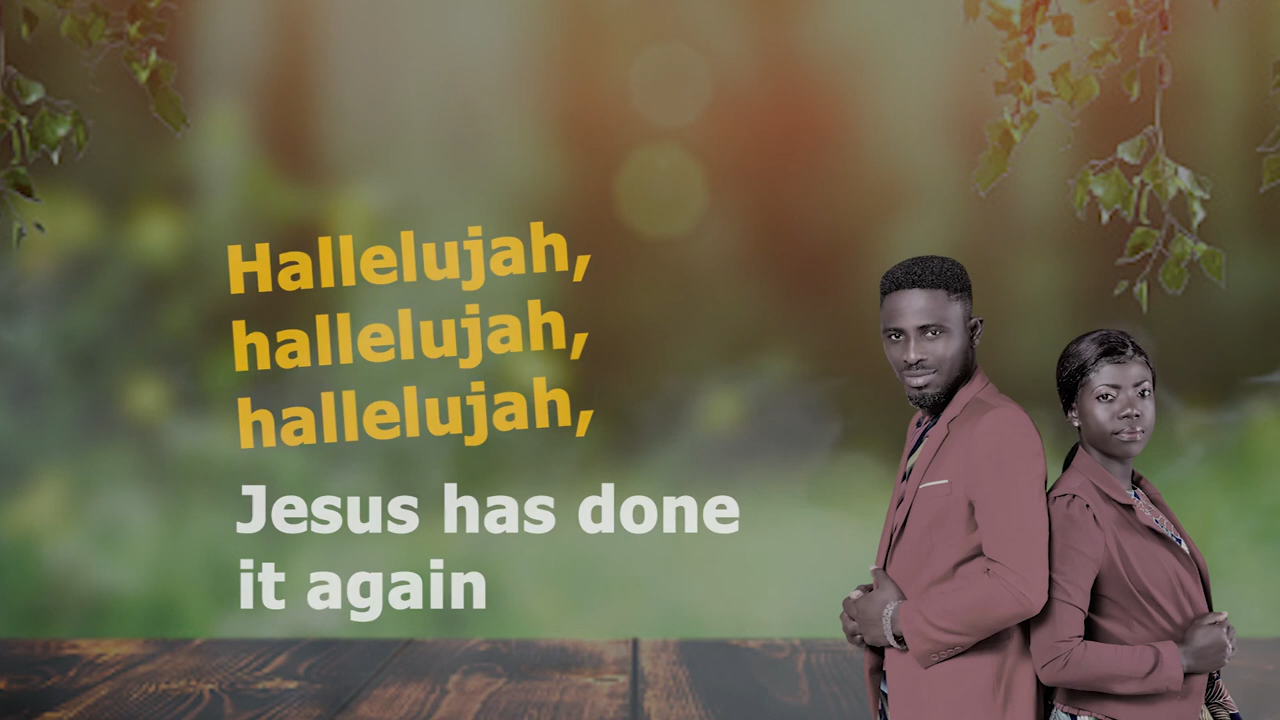 Hallelujah,
hallelujah,
hallelujah,
Jesus has done
it again